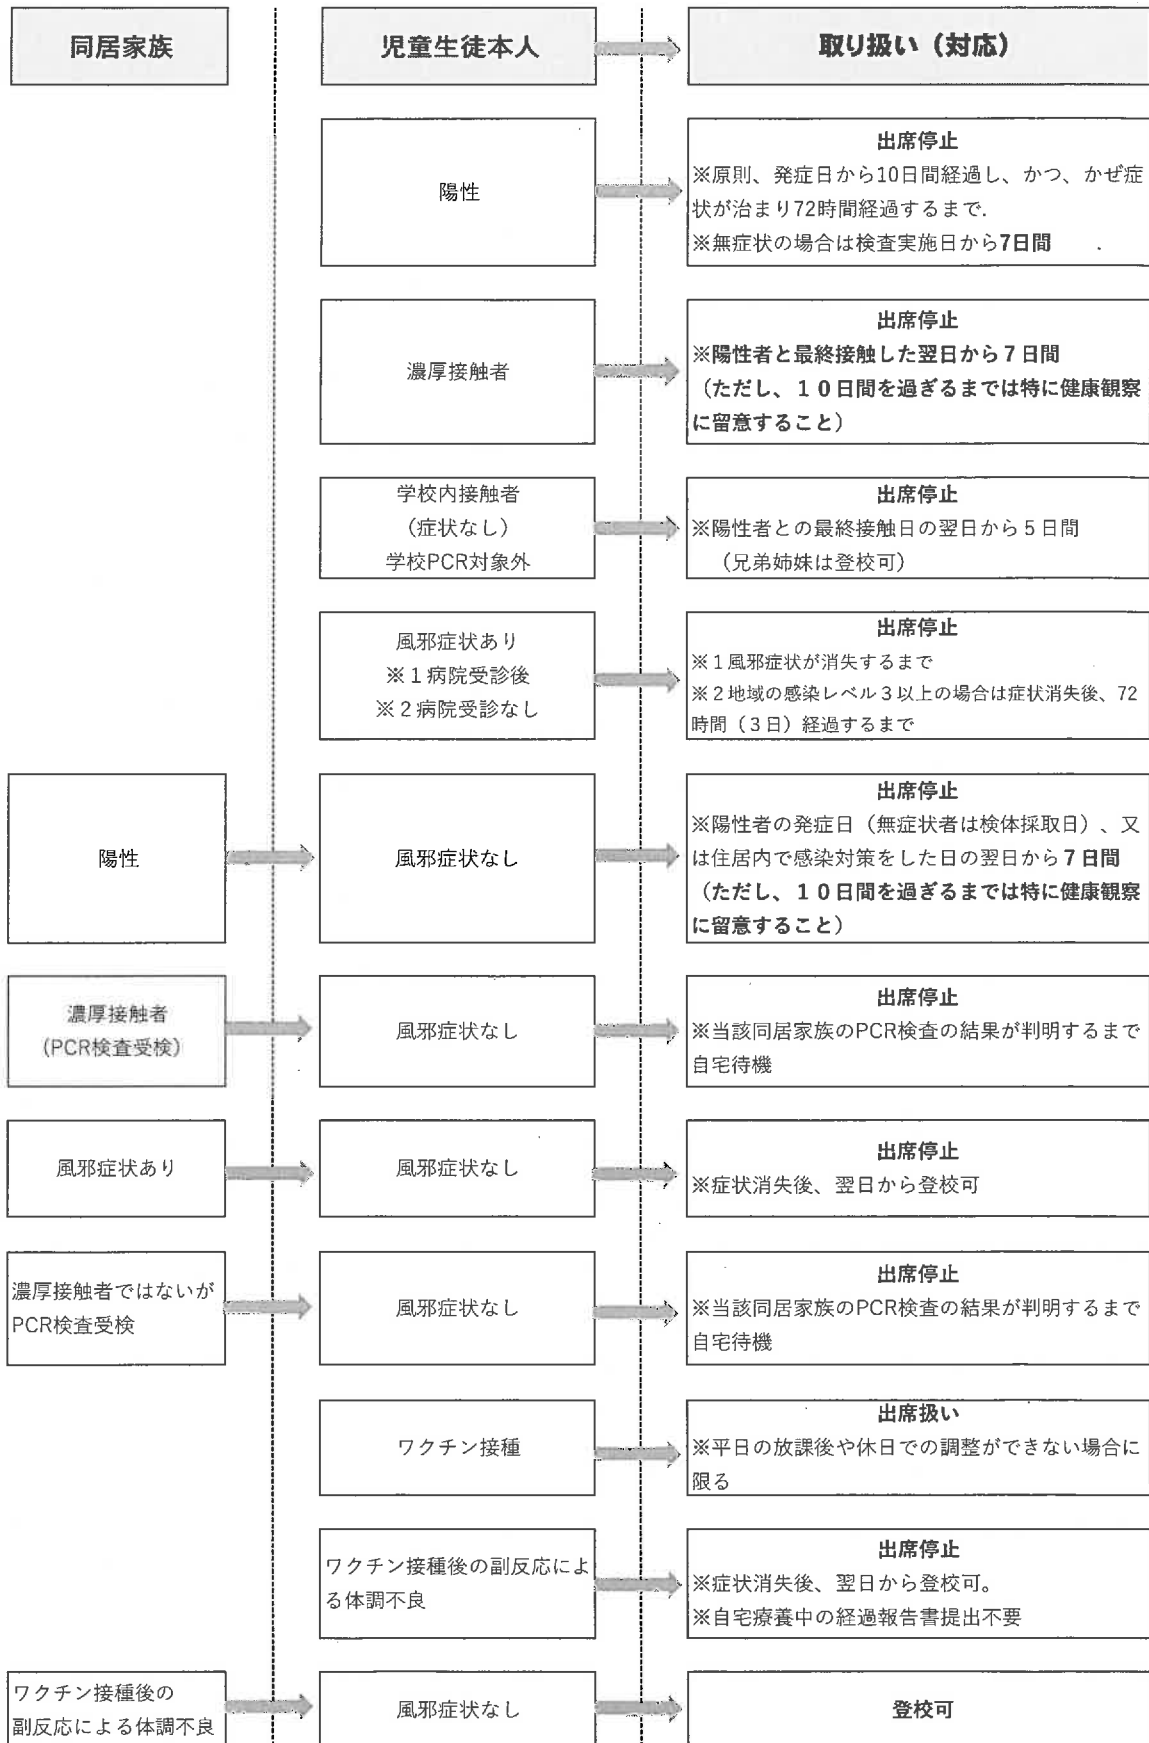 同居家族
児童生徒本人
取り扱い（対応）
陽性
出席停止
※原則、発症日から10日間経過し、かつ、かぜ症
状が治まり72時間経過するまで.
※無症状の場合は検査実施日から7日間
濃厚接触者
出席停止
※陽性者と最終接触した翌日から７日間
（ただし、１０日間を過ぎるまでは特に健康観察
に留意すること）
学校内接触者
（症状なし）
学校PCR対象外
出席停止
※陽性者との最終接触日の翌日から５日間
（兄弟姉妹は登校可）
風邪症状あり
※１病院受診後
※２病院受診なし
出席停止
※１風邪症状が消失するまで
※２地域の感染レベル３以上の場合は症状消失後、72
時間（３日）経過するまで
陽性
風邪症状なし
出席停止
※陽性者の発症日（無症状者は検体採取日）、又
は住居内で感染対策をした日の翌日から７日間
（ただし、１０日間を過ぎるまでは特に健康観察
に留意すること）
濃厚接触者
(PCR検査受検)
風邪症状なし
出席停止
※当該同居家族のPCR検査の結果が判明するまで
自宅待機
風邪症状あり
風邪症状なし
出席停止
※症状消失後、翌日から登校可
濃厚接触者ではないが
PCR検査受検
風邪症状なし
出席停止
※当該同居家族のPCR検査の結果が判明するまで
自宅待機
ワクチン接種
出席扱い
※平日の放課後や休日での調整ができない場合に
限る
ワクチン接種後の副反応によ
る体調不良
出席停止
※症状消失後、翌日から登校可。
※自宅療養中の経過報告書提出不要
ワクチン接種後の
副反応による体調不良
風邪症状なし
登校可